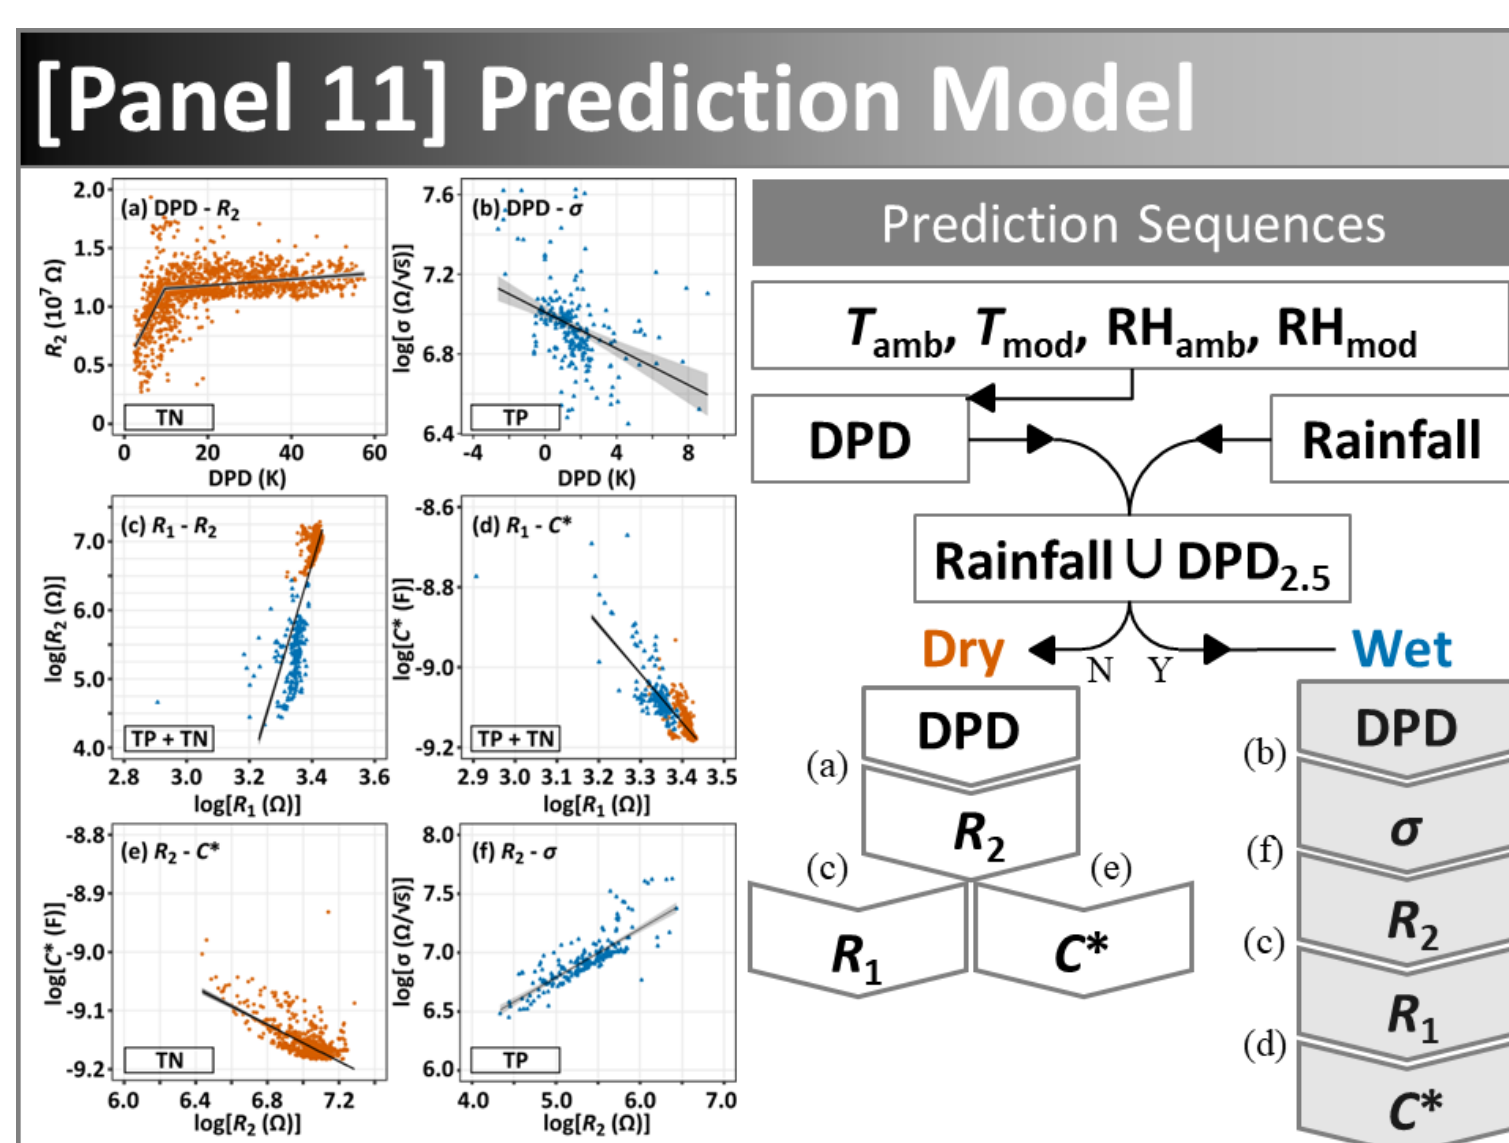 [Panel 11] Prediction Model
(a) DPD - R₂
R₂ (10⁷ Ω)
2.0
1.5
1.0
0.5
0
TN
0 20 40 60
DPD (K)
(b) DPD - σ
log[σ (Ω/√s)]
7.6
7.2
6.8
6.4
TP
-4 0 4 8
DPD (K)
(c) R₁ - R₂
log[R₂ (Ω)]
7.0
6.0
5.0
4.0
TP + TN
2.8 3.0 3.2 3.4 3.6
log[R₁ (Ω)]
(d) R₁ - C*
log[C* (F)]
-8.6
-8.8
-9.0
-9.2
TP + TN
2.9 3.0 3.1 3.2 3.3 3.4 3.5
log[R₁ (Ω)]
(e) R₂ - C*
log[C* (F)]
-8.8
-8.9
-9.0
-9.1
-9.2
TN
6.0 6.4 6.8 7.2
log[R₂ (Ω)]
(f) R₂ - σ
log[σ (Ω/√s)]
8.0
7.5
7.0
6.5
6.0
TP
4.0 5.0 6.0 7.0
log[R₂ (Ω)]
Prediction Sequences
T amb, T mod, RH amb, RH mod
DPD
Rainfall
Rainfall ∪ DPD₂.₅
Dry
N Y
Wet
DPD
(a)
R₂
(c)
(e)
R₁
C*
DPD
(b)
σ
(f)
R₂
(c)
R₁
(d)
C*